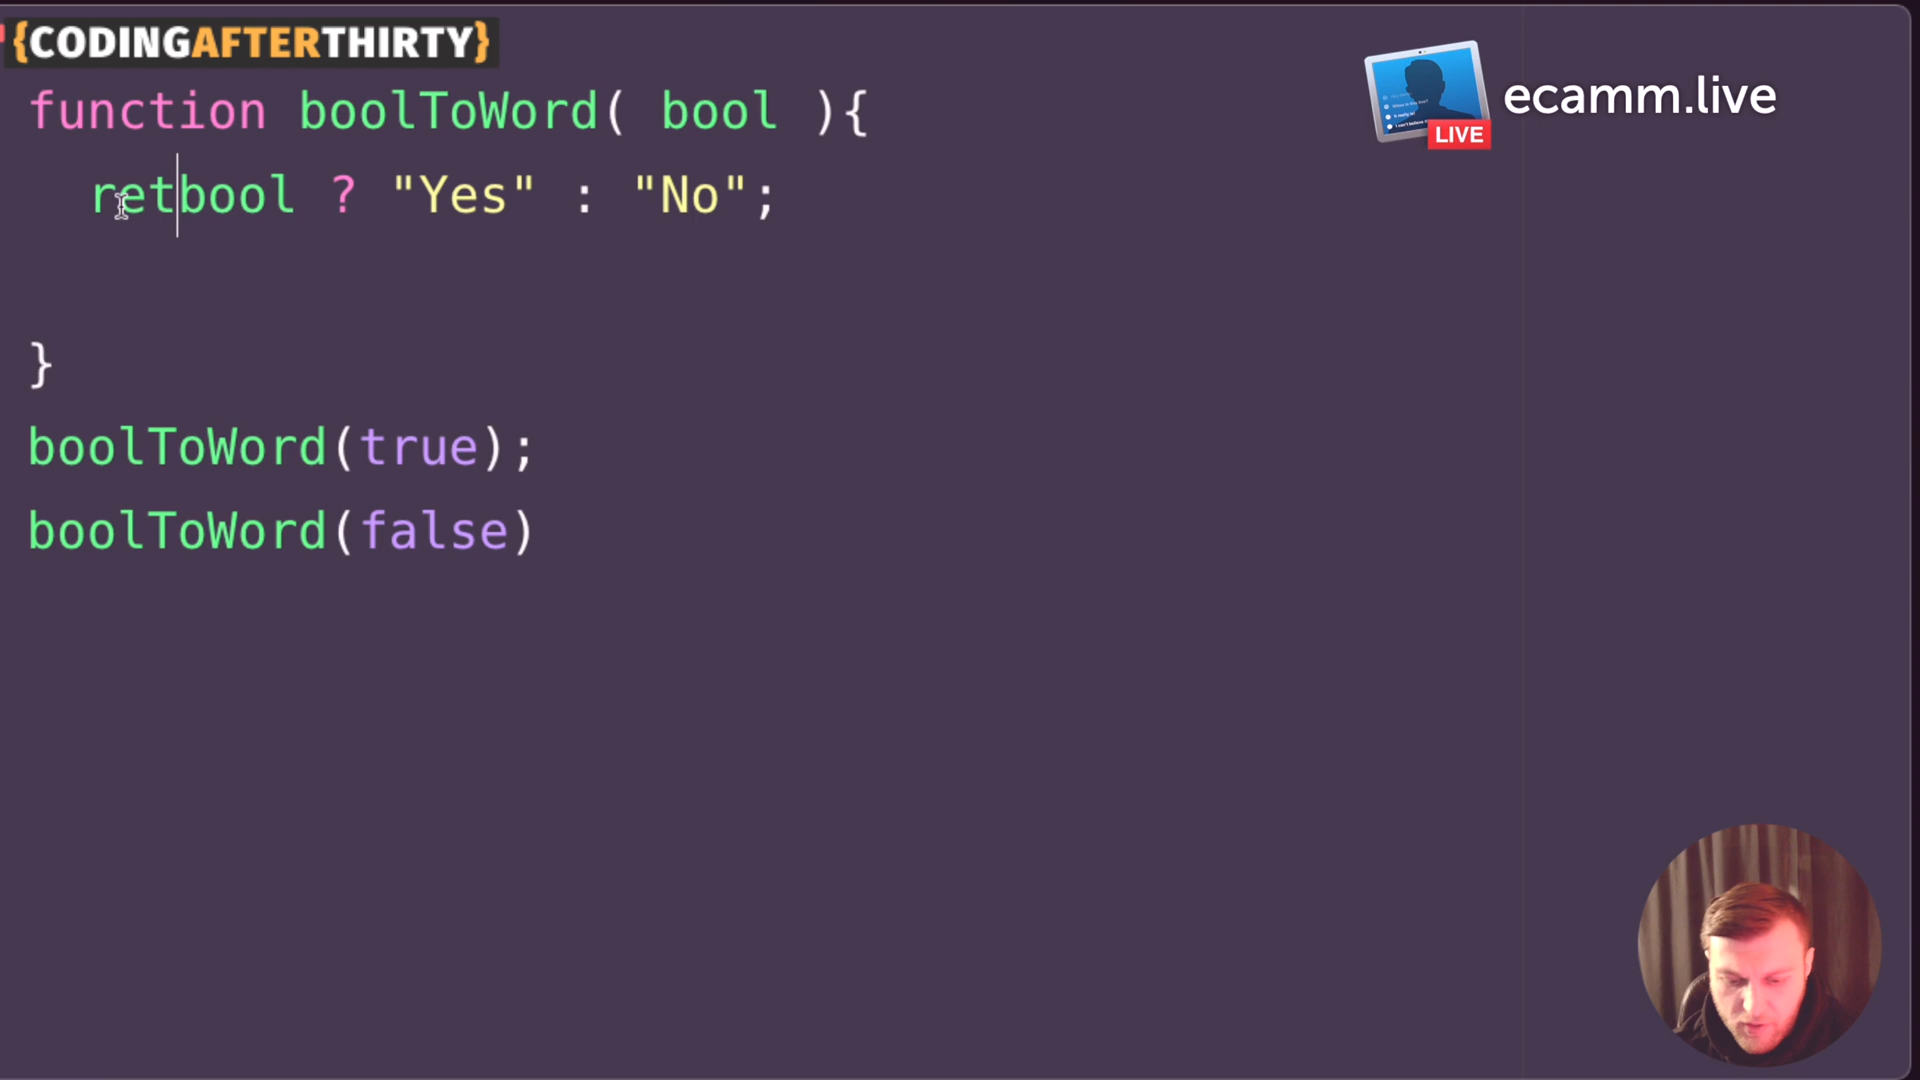 {CODINGAFTERTHIRTY}
ecamm.live
LIVE
function boolToWord( bool ){
retbool ? "Yes" : "No";
}
boolToWord(true);
boolToWord(false)